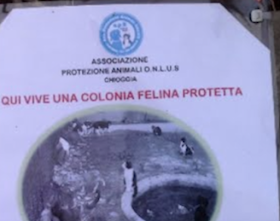 ASSOCIAZIONE
PROTEZIONE ANIMALI O.N.L.U.S
CHIOGGIA
QUI VIVE UNA COLONIA FELINA PROTETTA